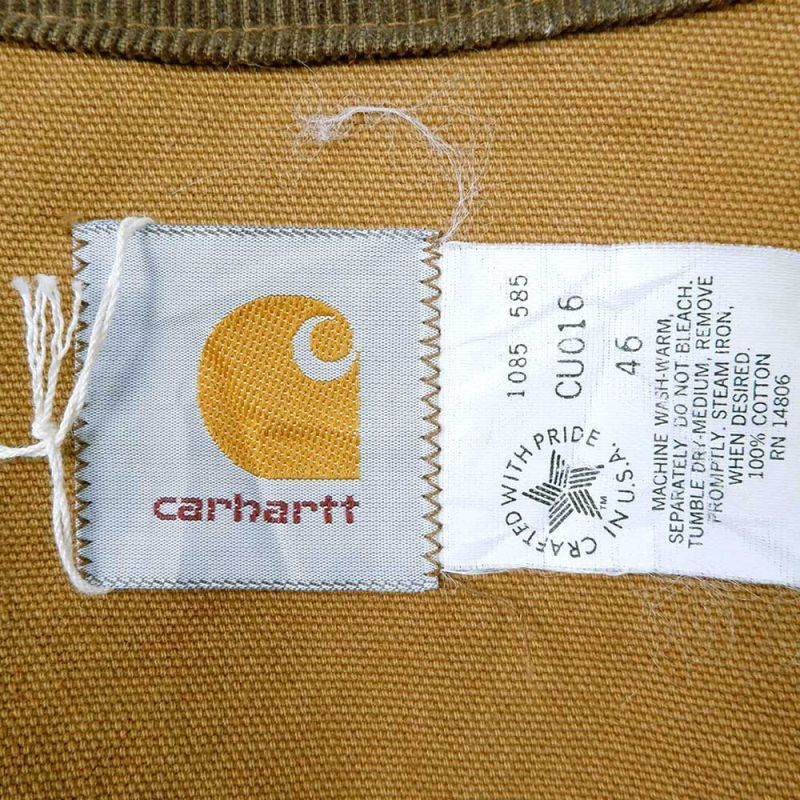 carhartt
1085 585
CU016
46
CRAFTED WITH PRIDE IN U.S.A.
TM
MACHINE WASH-WARM,
SEPARATELY. DO NOT BLEACH.
TUMBLE DRY-MEDIUM, REMOVE
PROMPTLY. STEAM IRON,
WHEN DESIRED.
100% COTTON
RN 14806